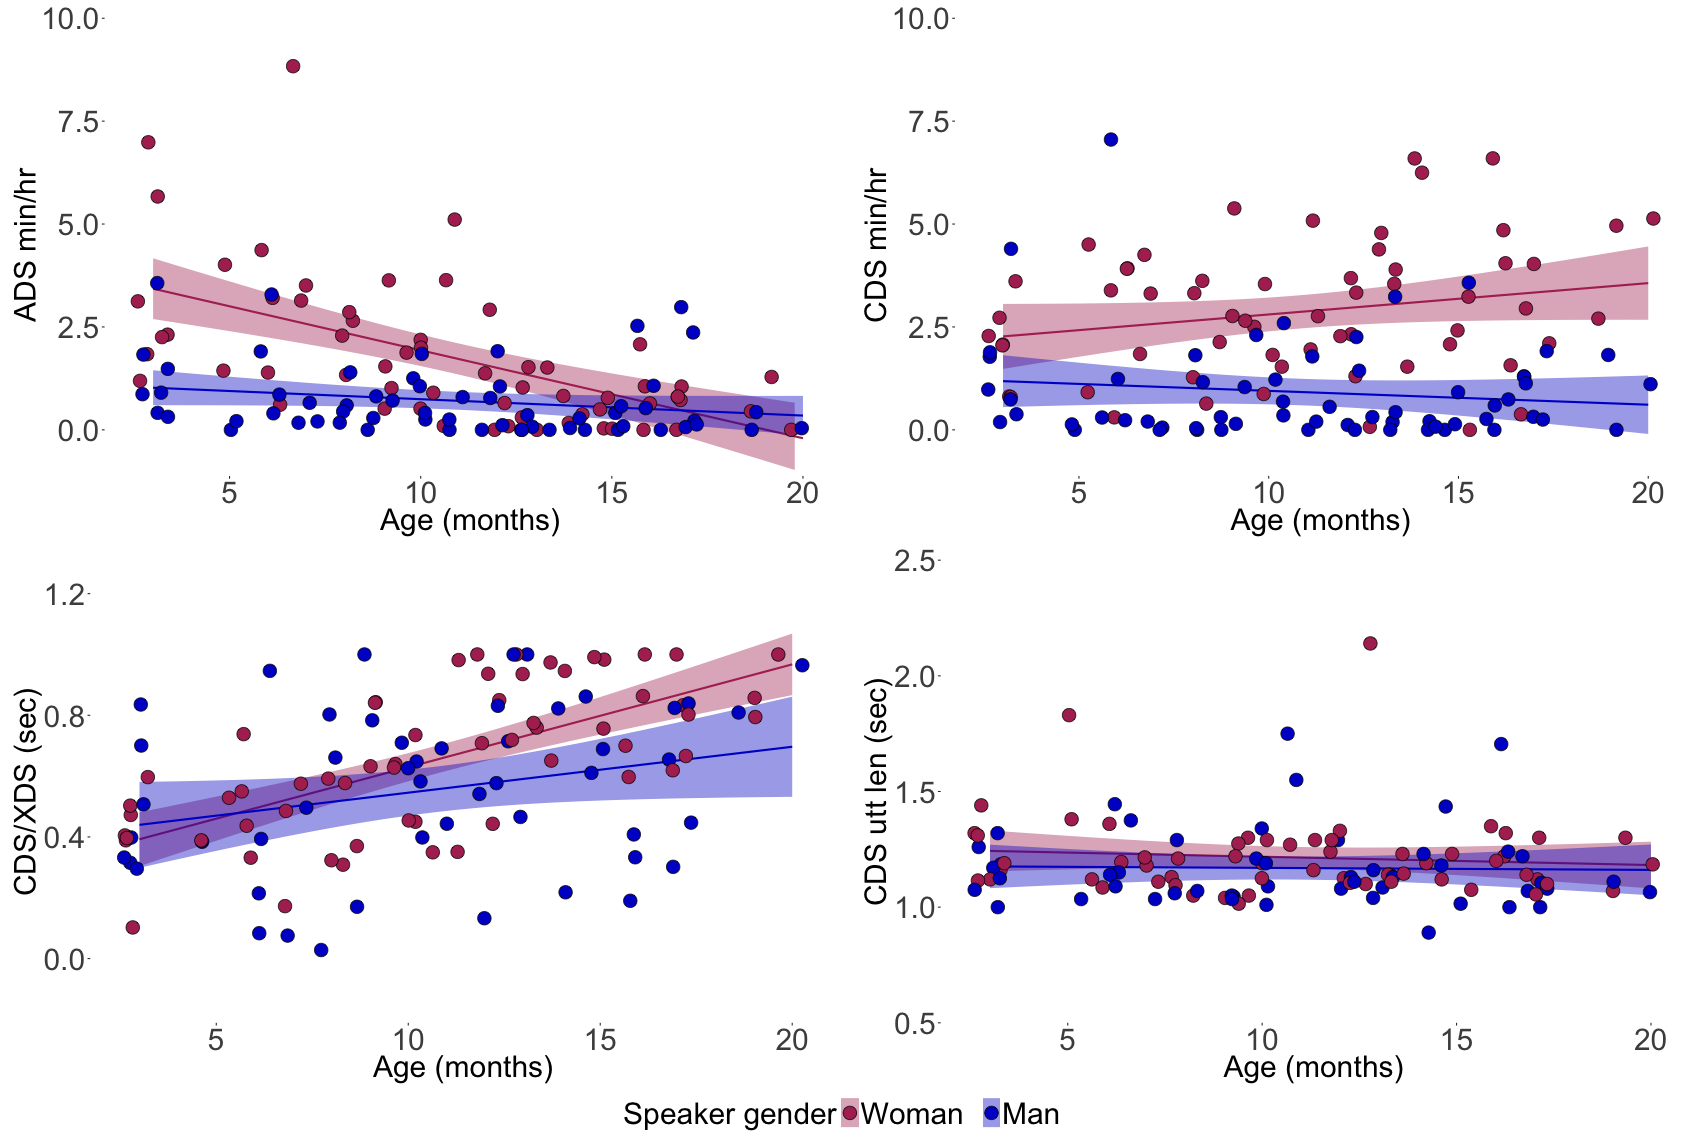 10.0
7.5
5.0
2.5
0.0
ADS min/hr
5 10 15 20
Age (months)
10.0
7.5
5.0
2.5
0.0
CDS min/hr
5 10 15 20
Age (months)
1.2
0.8
0.4
0.0
CDS/XDS (sec)
5 10 15 20
Age (months)
2.5
2.0
1.5
1.0
0.5
CDS utt len (sec)
5 10 15 20
Age (months)
Speaker gender Woman Man